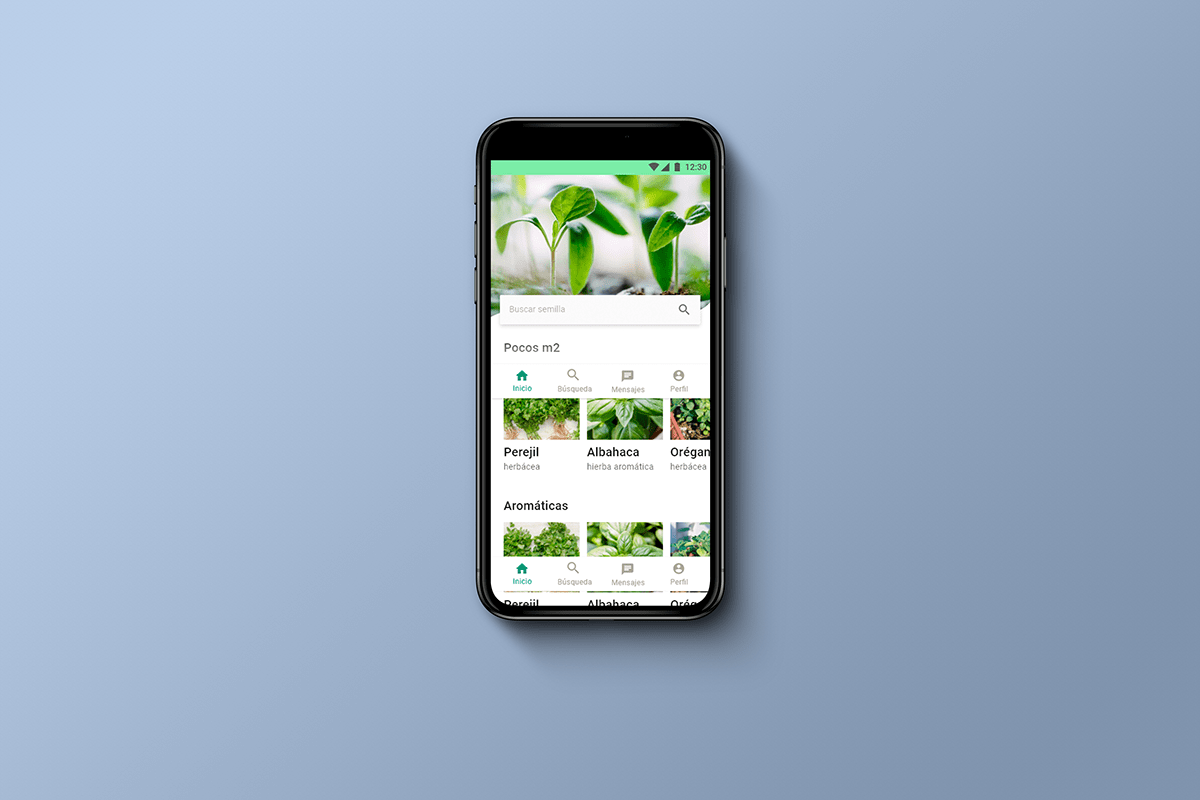 12:30
Buscar semilla
Pocos m2
Inicio Búsqueda Mensajes Perfil
Perejil Albahaca Orégan
herbácea hierba aromática herbácea
Aromáticas
Inicio Búsqueda Mensajes Perfil
Perejil Albahaca Oré